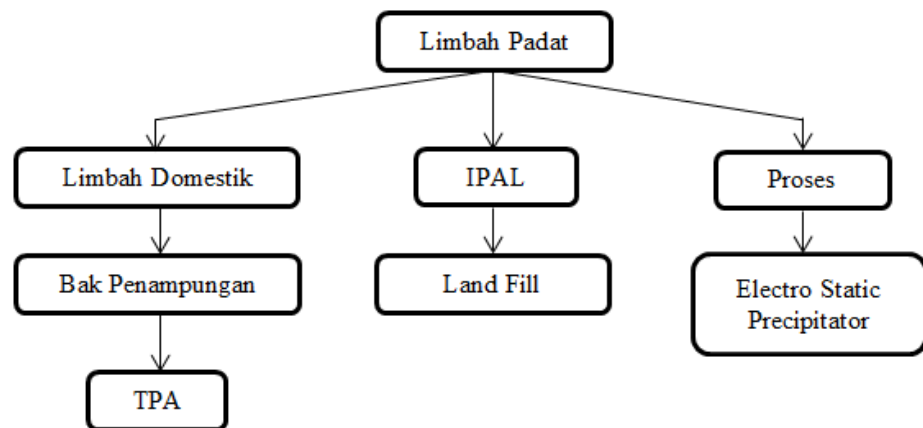 Limbah Padat
Limbah Domestik
IPAL
Proses
Bak Penampungan
Land Fill
Electro Static
Precipitator
TPA